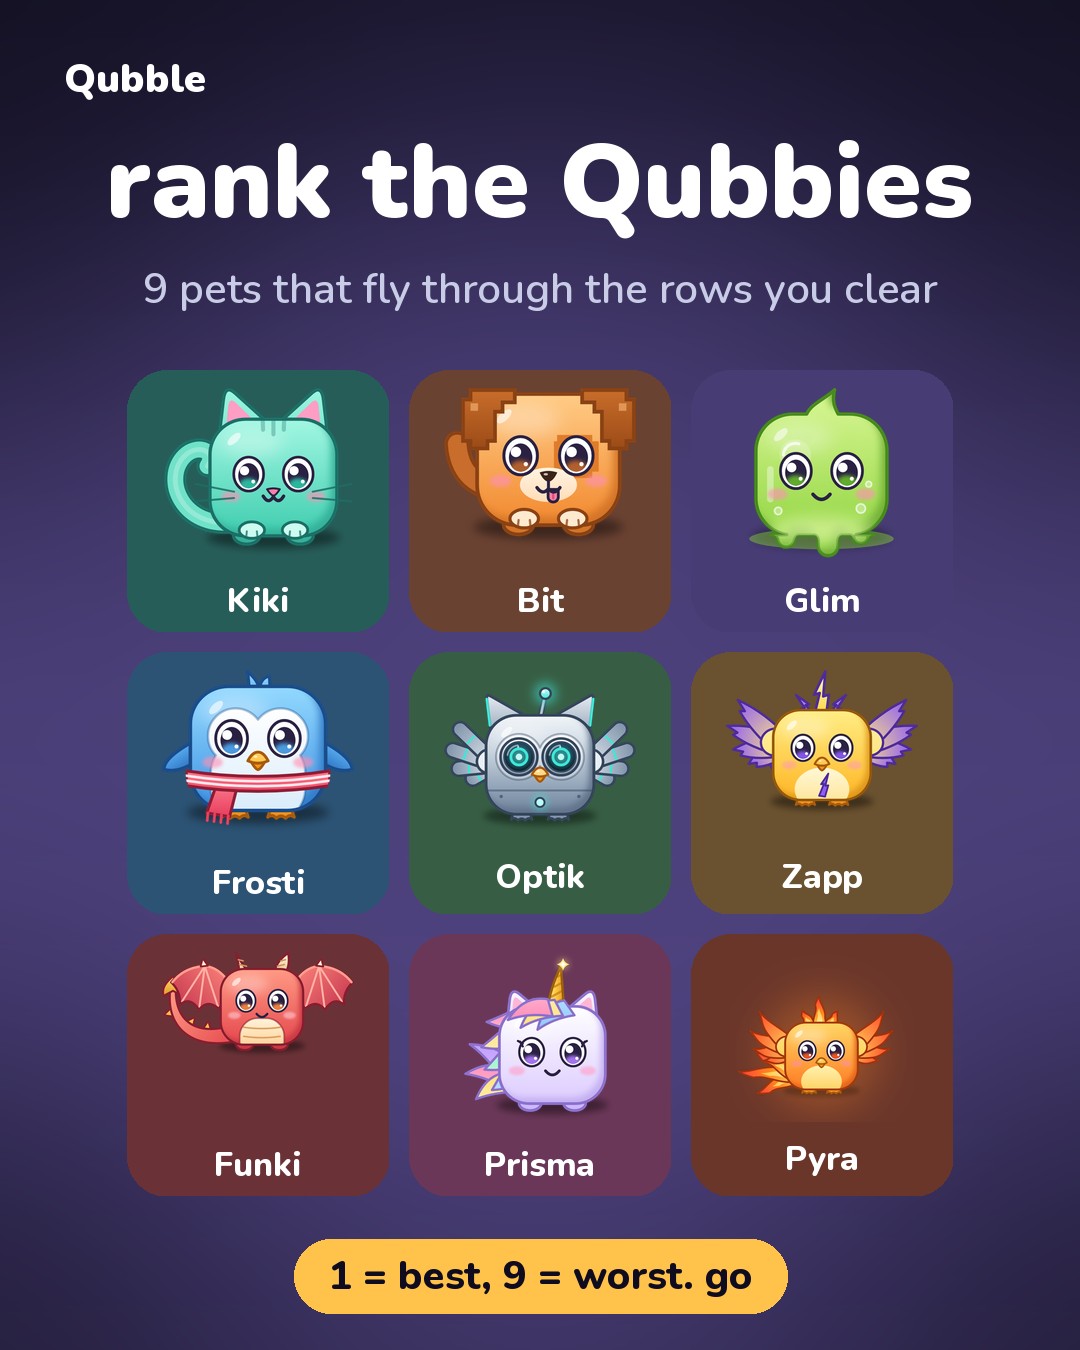 Qubble
rank the Qubbies
9 pets that fly through the rows you clear
Kiki
Bit
Glim
Frosti
Optik
Zapp
Funki
Prisma
Pyra
1 = best, 9 = worst. go